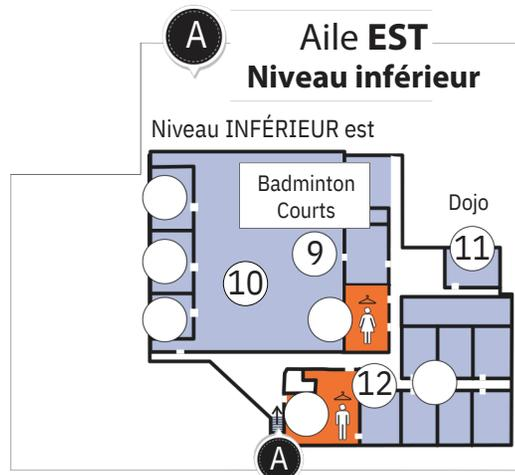 A
Aile EST
Niveau inférieur
Niveau INFÉRIEUR est
Badminton
Courts
Dojo
9
11
10
12
A